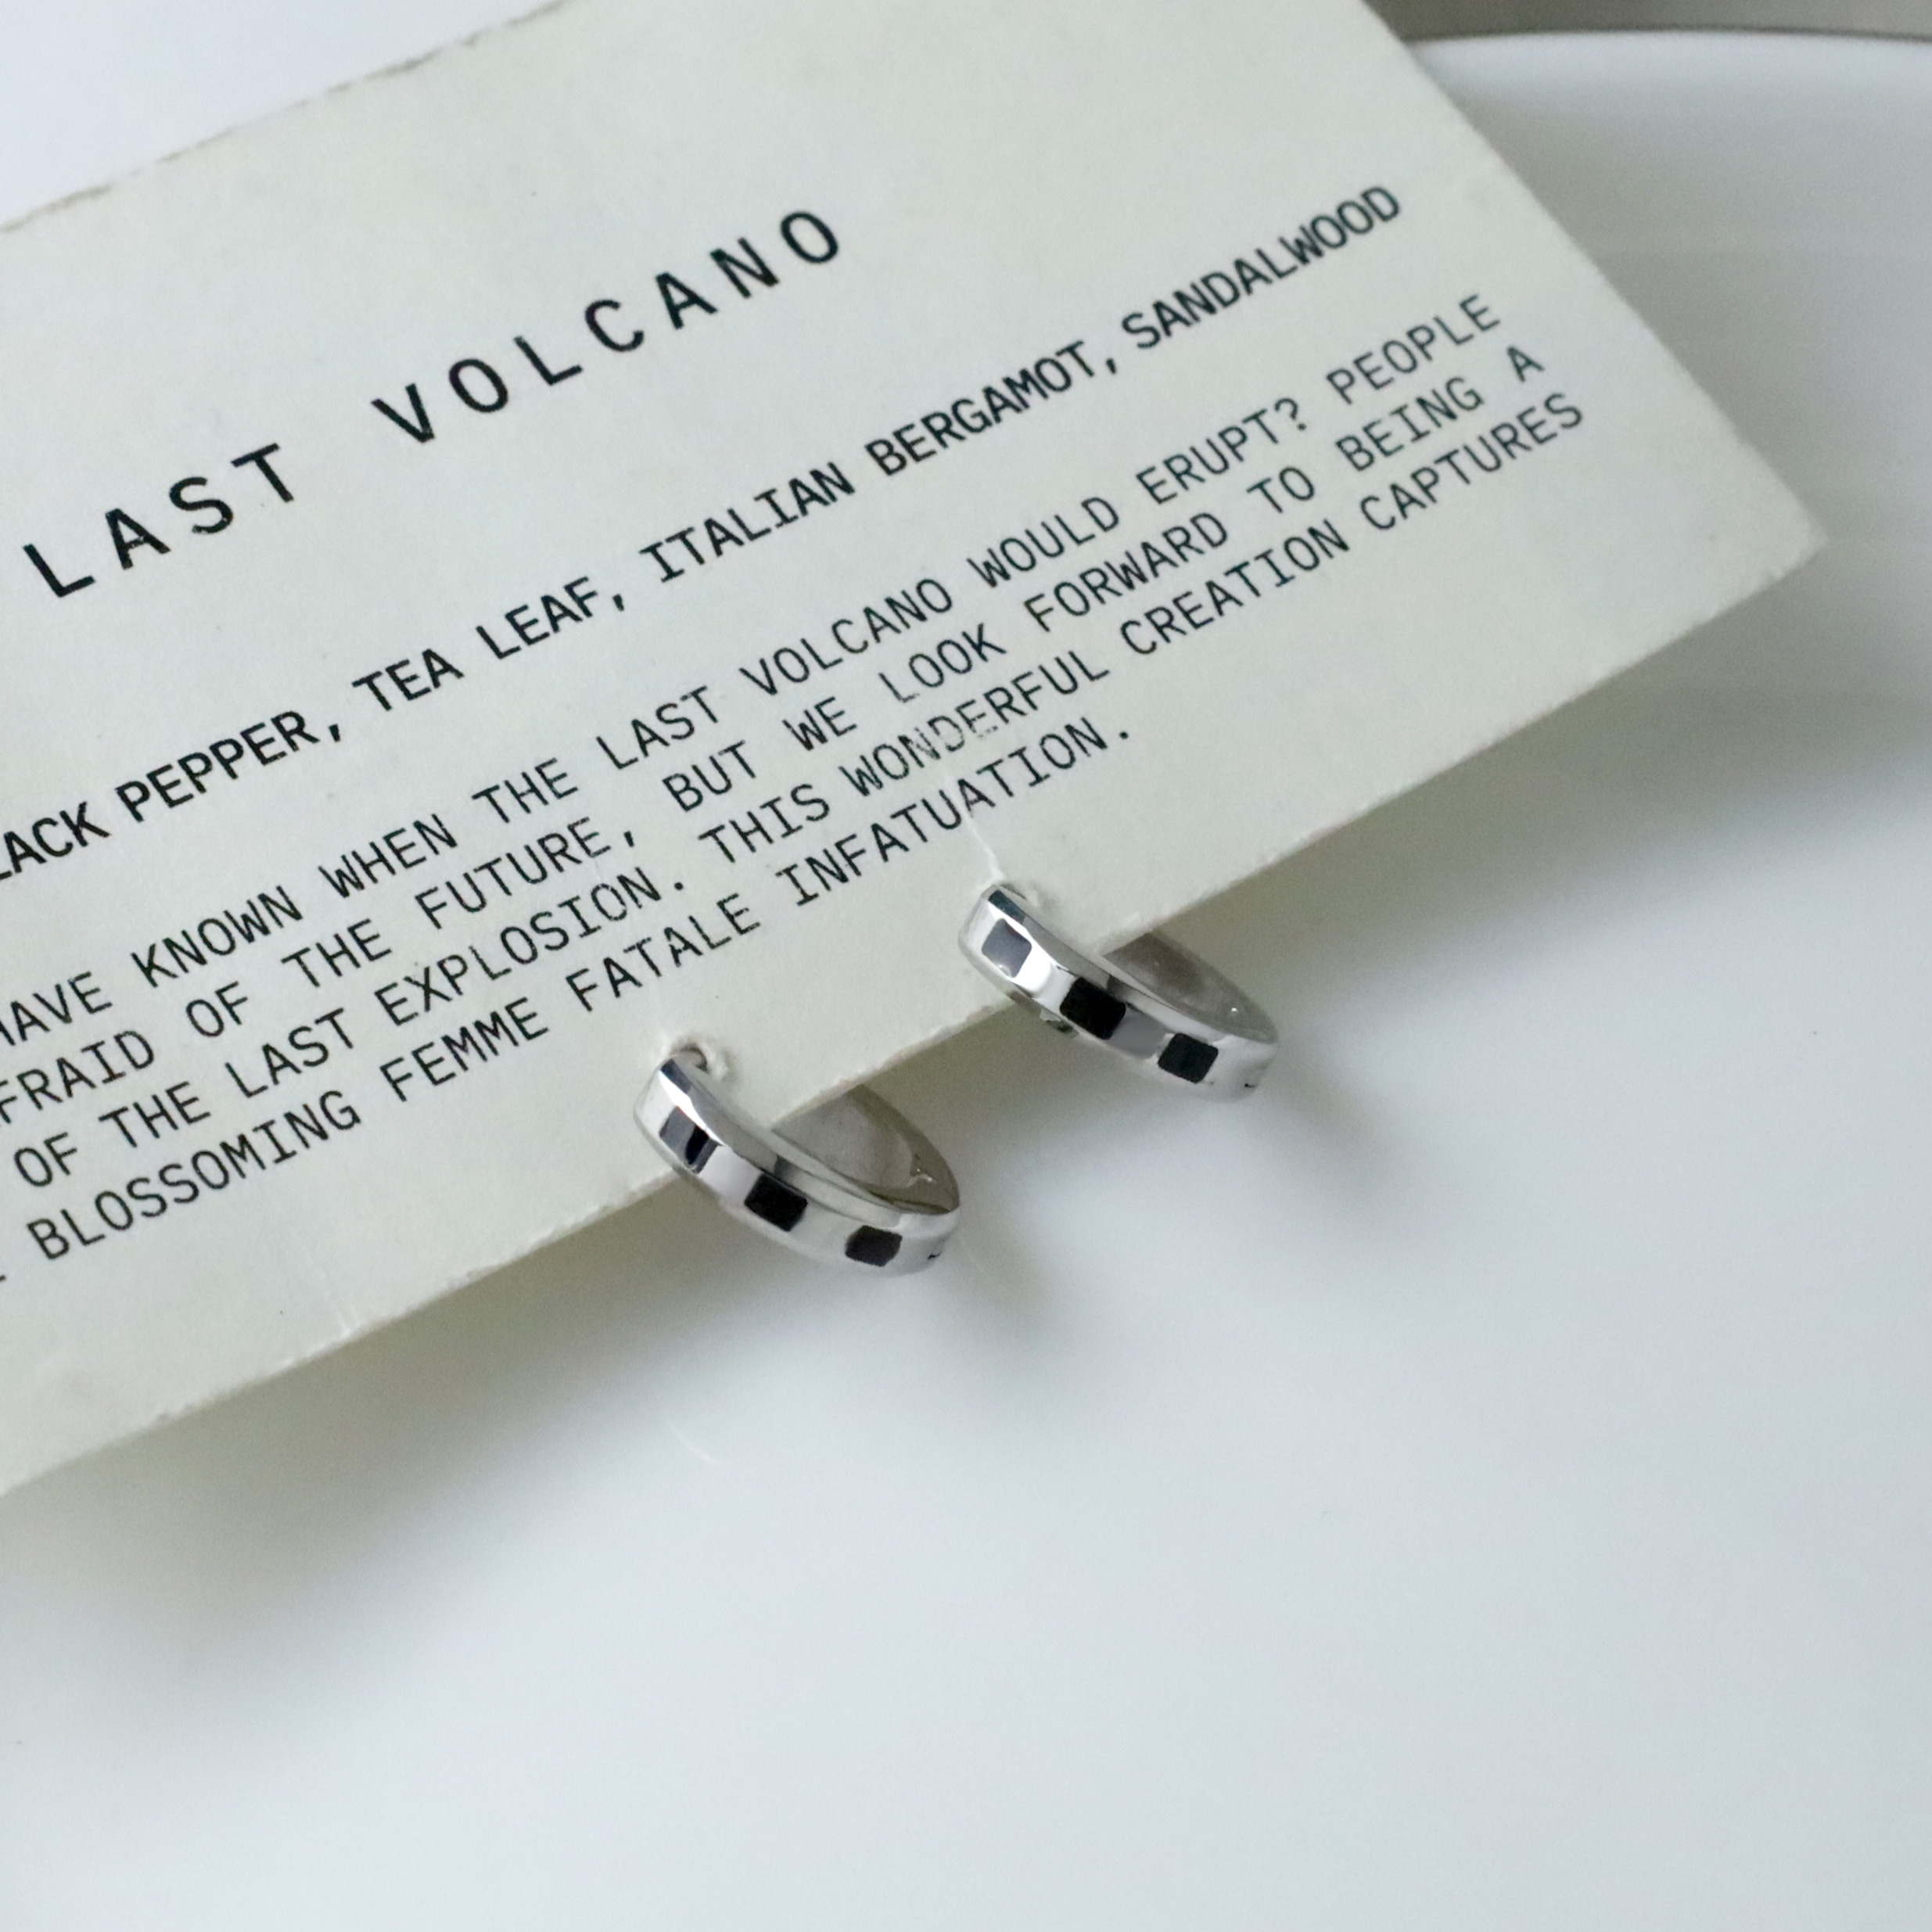 LAST VOLCANO
LACK PEPPER, TEA LEAF, ITALIAN BERGAMOT, SANDALWOOD
HAVE KNOWN WHEN THE LAST VOLCANO WOULD ERUPT? PEOPLE
FRAID OF THE FUTURE, BUT WE LOOK FORWARD TO BEING A
OF THE LAST EXPLOSION. THIS WONDERFUL CREATION CAPTURES
BLOSSOMING FEMME FATALE INFATUATION.